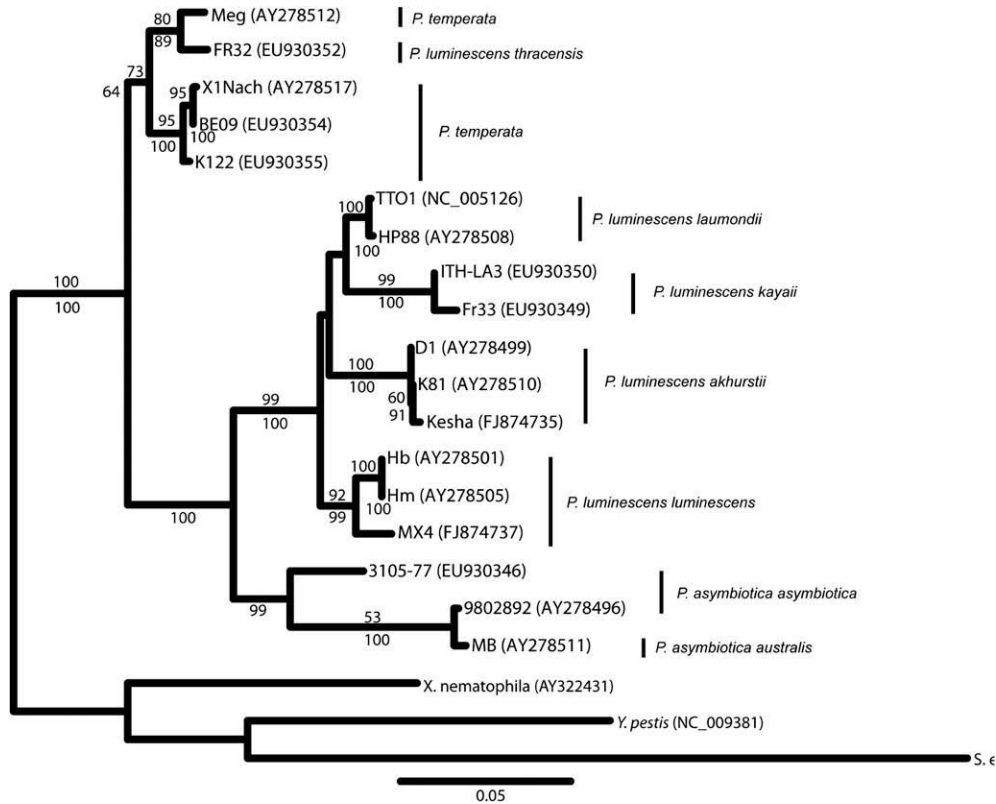 80 Meg (AY278512) P. temperata
89 FR32 (EU930352) P. luminescens thracensis
73
64
95 X1Nach (AY278517)
95 BE09 (EU930354) P. temperata
100 100
K122 (EU930355)
100 TTO1 (NC_005126) P. luminescens laumondii
100 HP88 (AY278508)
99 ITH-LA3 (EU930350) P. luminescens kayaii
100 Fr33 (EU930349)
100
100
D1 (AY278499)
100 K81 (AY278510) P. luminescens akhurstii
100 60
91 Kesha (FJ874735)
99
100
100 Hb (AY278501)
Hm (AY278505) P. luminescens luminescens
92 100
99 MX4 (FJ874737)
100
3105-77 (EU930346) P. asymbiotica asymbiotica
99
53 9802892 (AY278496)
100 MB (AY278511) P. asymbiotica australis
X. nematophila (AY322431)
Y. pestis (NC_009381)
S. e
0.05